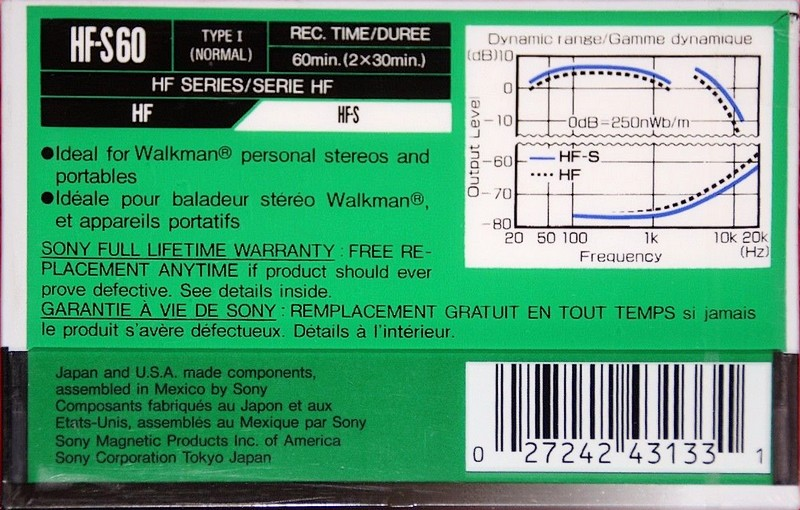 HF-S60
TYPE I
(NORMAL)
REC. TIME/DUREE
60min.(2×30min.)
HF SERIES/SERIE HF
HF
HF-S
●Ideal for Walkman® personal stereos and
portables
●Idéale pour baladeur stéréo Walkman®,
et appareils portatifs
SONY FULL LIFETIME WARRANTY : FREE RE-
PLACEMENT ANYTIME if product should ever
prove defective. See details inside.
GARANTIE À VIE DE SONY : REMPLACEMENT GRATUIT EN TOUT TEMPS si jamais
le produit s'avère défectueux. Détails à l'intérieur.
Dynamic range/Gamme dynamique
(dB)10
0
-10
0dB=250nWb/m
-60
HF-S
HF
-70
-80
Output Level
20 50 100 1k 10k 20k
Frequency
(Hz)
Japan and U.S.A. made components,
assembled in Mexico by Sony
Composants fabriqués au Japon et aux
Etats-Unis, assemblés au Mexique par Sony
Sony Magnetic Products Inc. of America
Sony Corporation Tokyo Japan
0 27242 43133 1